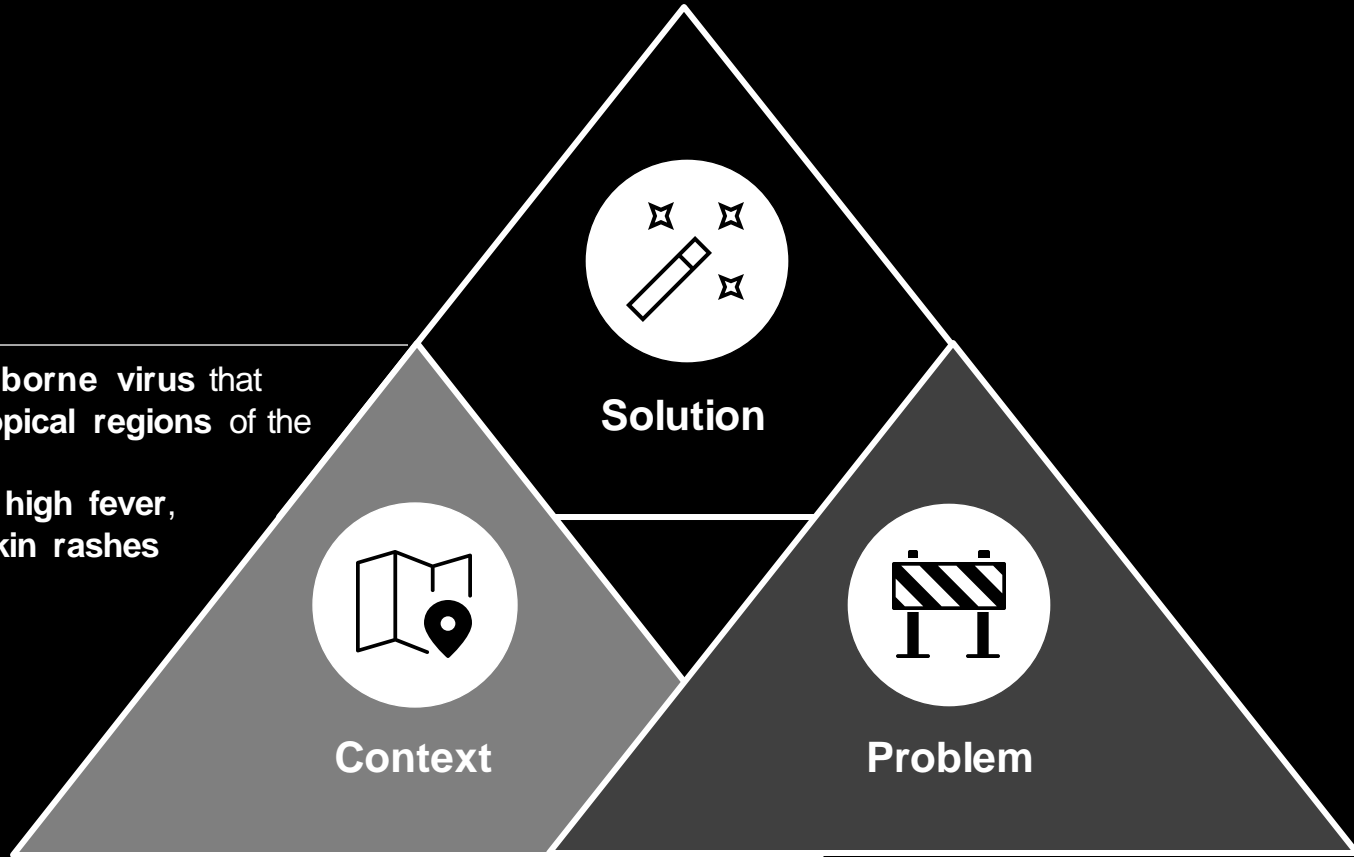 borne virus that
opical regions of the
high fever,
kin rashes
Solution
Context
Problem